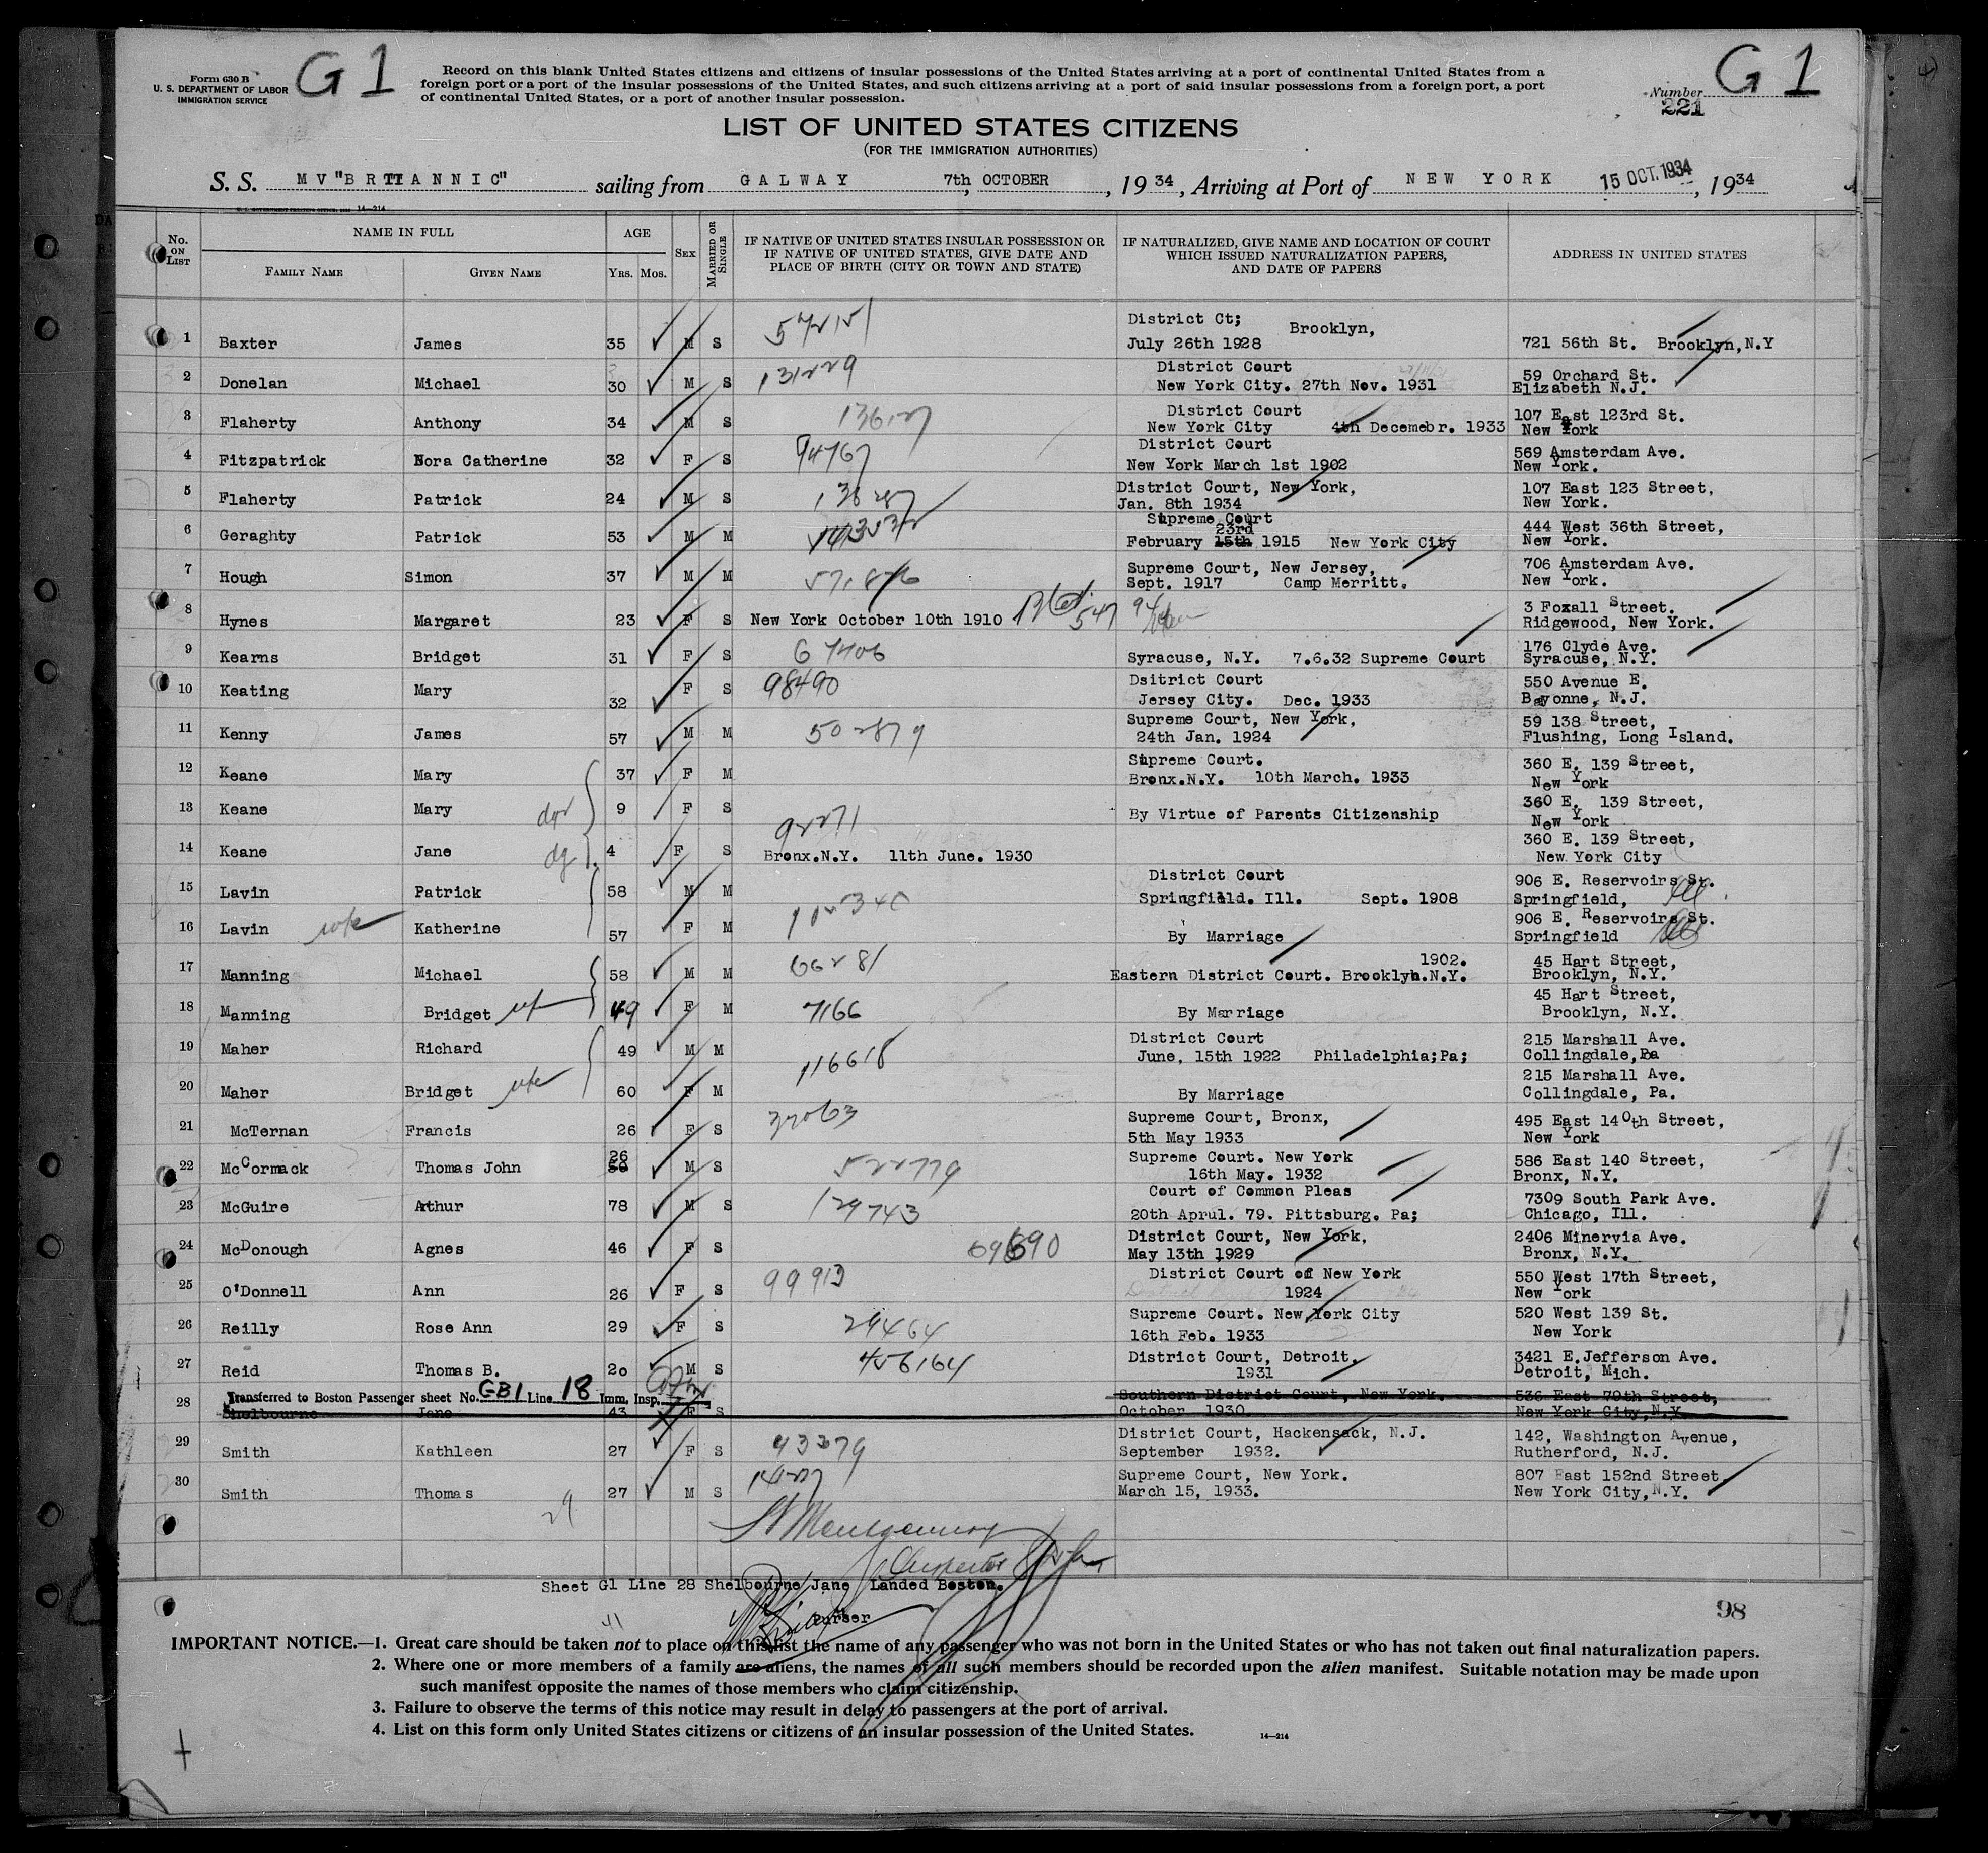 Form 630 B
U. S. DEPARTMENT OF LABOR
IMMIGRATION SERVICE
G1
Record on this blank United States citizens and citizens of insular possessions of the United States arriving at a port of continental United States from a
foreign port or a port of the insular possessions of the United States, and such citizens arriving at a port of said insular possessions from a foreign port, a port
of continental United States, or a port of another insular possession.
G1
Number
221
LIST OF UNITED STATES CITIZENS
(FOR THE IMMIGRATION AUTHORITIES)
S. S. MV "BRITANNIC" sailing from GALWAY 7th, OCTOBER, 1934, Arriving at Port of NEW YORK 15 OCT. 1934, 1934
14—214
No. ON LIST
NAME IN FULL
FAMILY NAME GIVEN NAME
AGE
YRS. MOS.
SEX
MARRIED OR SINGLE
IF NATIVE OF UNITED STATES INSULAR POSSESSION OR
IF NATIVE OF UNITED STATES, GIVE DATE AND
PLACE OF BIRTH (CITY OR TOWN AND STATE)
IF NATURALIZED, GIVE NAME AND LOCATION OF COURT
WHICH ISSUED NATURALIZATION PAPERS,
AND DATE OF PAPERS
ADDRESS IN UNITED STATES
1 Baxter James 35 M S District Ct; Brooklyn,
July 26th 1928 721 56th St. Brooklyn, N.Y
2 Donelan Michael 30 M S 131229 District Court
New York City. 27th Nov. 1931 59 Orchard St.
Elizabeth N.J.
3 Flaherty Anthony 34 M S 136127 District Court
New York City 4th Decemebr. 1933 107 East 123rd St.
New York
4 Fitzpatrick Nora Catherine 32 F S 94767 District Court
New York March 1st 1902 569 Amsterdam Ave.
New York.
5 Flaherty Patrick 24 M S District Court, New York,
Jan. 8th 1934 107 East 123 Street,
New York.
6 Geraghty Patrick 53 M M Supreme Court
23rd
February 15th 1915 New York City 444 West 36th Street,
New York.
7 Hough Simon 37 M M 571876 Supreme Court, New Jersey,
Sept. 1917 Camp Merritt. 706 Amsterdam Ave.
New York.
8 Hynes Margaret 23 F S New York October 10th 1910 3 Foxall Street.
Ridgewood, New York.
9 Kearns Bridget 31 F S 67406 Syracuse, N.Y. 7.6.32 Supreme Court 176 Clyde Ave.
Syracuse, N.Y.
10 Keating Mary 32 F S 98490 Dsitrict Court
Jersey City. Dec. 1933 550 Avenue E.
Bayonne, N.J.
11 Kenny James 57 M M 502879 Supreme Court, New York,
24th Jan. 1924 59 138 Street,
Flushing, Long Island.
12 Keane Mary 37 F M Supreme Court.
Bronx.N.Y. 10th March. 1933 360 E. 139 Street,
New York
13 Keane Mary 9 F S By Virtue of Parents Citizenship 360 E. 139 Street,
New York
14 Keane Jane 4 F S 92271
Bronx.N.Y. 11th June. 1930 360 E. 139 Street,
New York City
15 Lavin Patrick 58 M M District Court
Springfield. Ill. Sept. 1908 906 E. Reservoirs St.
Springfield,
16 Lavin wife Katherine 57 F M By Marriage 906 E. Reservoirs St.
Springfield
17 Manning Michael 58 M M 66281 1902.
Eastern District Court. Brooklyn.N.Y. 45 Hart Street,
Brooklyn, N.Y.
18 Manning Bridget 49 F M 7166 By Marriage 45 Hart Street,
Brooklyn, N.Y.
19 Maher Richard 49 M M 116618 District Court
June, 15th 1922 Philadelphia;Pa; 215 Marshall Ave.
Collingdale, Pa
20 Maher Bridget wife 60 F M By Marriage 215 Marshall Ave.
Collingdale, Pa.
21 McTernan Francis 26 F S 32063 Supreme Court, Bronx,
5th May 1933 495 East 140th Street,
New York
22 McCormack Thomas John 26 M S 522779 Supreme Court. New York
16th May. 1932 586 East 140 Street,
Bronx, N.Y.
23 McGuire Arthur 78 M S 129743 Court of Common Pleas
20th Aprul. 79. Pittsburg. Pa; 7309 South Park Ave.
Chicago, Ill.
24 McDonough Agnes 46 F S District Court, New York,
May 13th 1929 2406 Minervia Ave.
Bronx, N.Y.
25 O'Donnell Ann 26 F S 99913 District Court of New York
1924 550 West 17th Street,
New York
26 Reilly Rose Ann 29 F S 29464 Supreme Court. New York City
16th Feb. 1933 520 West 139 St.
New York
27 Reid Thomas B. 20 M S 456164 District Court, Detroit.
1931 3421 E.Jefferson Ave.
Detroit, Mich.
Transferred to Boston Passenger sheet No. GB1 Line 18 Imm. Insp.
28 Shelbourne Jane 43 F S Southern District Court, New York.
October 1930 536 East 79th Street,
New York City, N.Y.
29 Smith Kathleen 27 F S 43379 District Court, Hackensack, N.J.
September 1932. 142, Washington Avenue,
Rutherford, N.J.
30 Smith Thomas 27 M S Supreme Court, New York.
March 15, 1933. 807 East 152nd Street
New York City, N.Y.
29
Montgomery
Inspector
Sheet G1 Line 28 Shelbourne Jane Landed Boston.
Purser
98
IMPORTANT NOTICE.—1. Great care should be taken not to place on this list the name of any passenger who was not born in the United States or who has not taken out final naturalization papers.
2. Where one or more members of a family are aliens, the names of all such members should be recorded upon the alien manifest. Suitable notation may be made upon
such manifest opposite the names of those members who claim citizenship.
3. Failure to observe the terms of this notice may result in delay to passengers at the port of arrival.
4. List on this form only United States citizens or citizens of an insular possession of the United States.
14—214